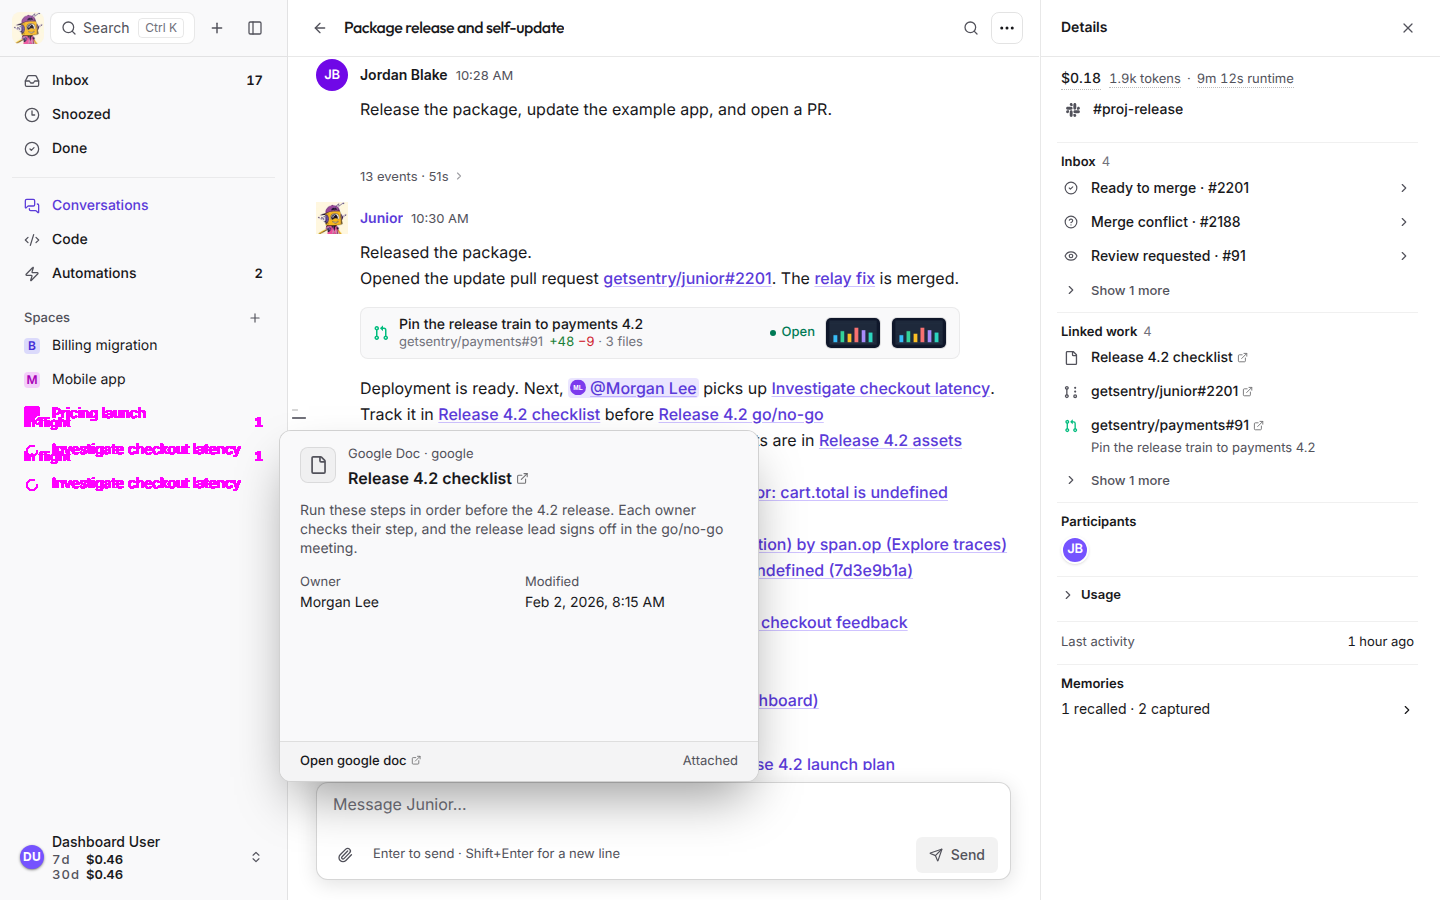 Search Ctrl K
Inbox 17
Snoozed
Done
Conversations
Code
Automations 2
Spaces
B Billing migration
M Mobile app
Pricing launch
In flight 1
Investigate checkout latency
In flight 1
Investigate checkout latency
DU Dashboard User
7d $0.46
30d $0.46
Package release and self-update
JB Jordan Blake 10:28 AM
Release the package, update the example app, and open a PR.
13 events · 51s
Junior 10:30 AM
Released the package.
Opened the update pull request getsentry/junior#2201. The relay fix is merged.
Pin the release train to payments 4.2
getsentry/payments#91 +48 −9 · 3 files
Open
Deployment is ready. Next, ML @Morgan Lee picks up Investigate checkout latency.
Track it in Release 4.2 checklist before Release 4.2 go/no-go
s are in Release 4.2 assets
or: cart.total is undefined
tion) by span.op (Explore traces)
ndefined (7d3e9b1a)
checkout feedback
hboard)
se 4.2 launch plan
Google Doc · google
Release 4.2 checklist
Run these steps in order before the 4.2 release. Each owner
checks their step, and the release lead signs off in the go/no-go
meeting.
Owner Modified
Morgan Lee Feb 2, 2026, 8:15 AM
Open google doc Attached
Message Junior...
Enter to send · Shift+Enter for a new line
Send
Details
$0.18 1.9k tokens · 9m 12s runtime
#proj-release
Inbox 4
Ready to merge · #2201
Merge conflict · #2188
Review requested · #91
Show 1 more
Linked work 4
Release 4.2 checklist
getsentry/junior#2201
getsentry/payments#91
Pin the release train to payments 4.2
Show 1 more
Participants
JB
Usage
Last activity 1 hour ago
Memories
1 recalled · 2 captured